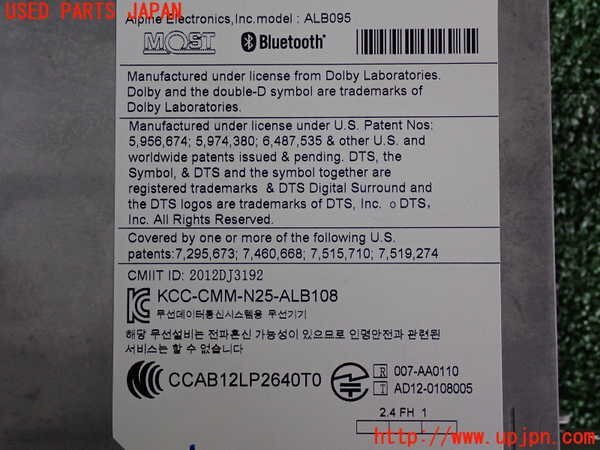 USED PARTS JAPAN
Alpine Electronics,Inc.model : ALB095
MOST Bluetooth®
Manufactured under license from Dolby Laboratories.
Dolby and the double-D symbol are trademarks of
Dolby Laboratories.
Manufactured under license under U.S. Patent Nos:
5,956,674; 5,974,380; 6,487,535 & other U.S. and
worldwide patents issued & pending. DTS, the
Symbol, & DTS and the symbol together are
registered trademarks & DTS Digital Surround and
the DTS logos are trademarks of DTS, Inc. o DTS,
Inc. All Rights Reserved.
Covered by one or more of the following U.S.
patents:7,295,673; 7,460,668; 7,515,710; 7,519,274
CMIIT ID: 2012DJ3192
KCC-CMM-N25-ALB108
무선데이터통신시스템용 무선기기
해당 무선설비는 전파혼신 가능성이 있으므로 인명안전과 관련된
서비스는 할 수 없습니다
CCAB12LP2640T0
R 007-AA0110
T AD12-0108005
2.4 FH 1
http://www.upjpn.com/